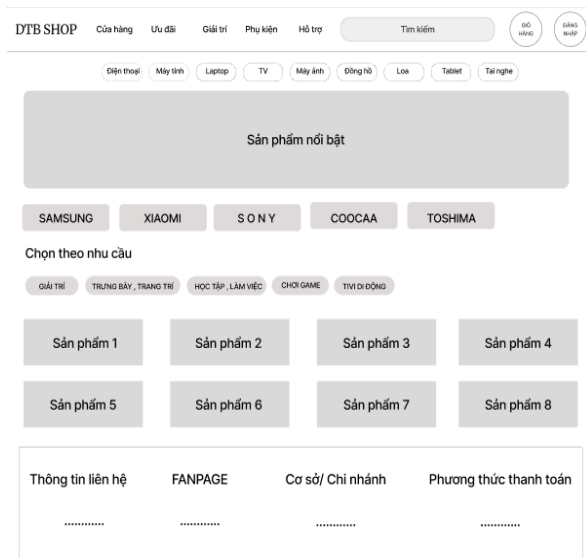 DTB SHOP Cửa hàng Ưu đãi Giải trí Phụ kiện Hỗ trợ Tìm kiếm
GIỎ
HÀNG
ĐĂNG
NHẬP
Điện thoại Máy tính Laptop TV Máy ảnh Đồng hồ Loa Tablet Tai nghe
Sản phẩm nổi bật
SAMSUNG XIAOMI S O N Y COOCAA TOSHIMA
Chọn theo nhu cầu
GIẢI TRÍ TRƯNG BÀY , TRANG TRÍ HỌC TẬP , LÀM VIỆC CHƠI GAME TIVI DI ĐỘNG
Sản phẩm 1 Sản phẩm 2 Sản phẩm 3 Sản phẩm 4
Sản phẩm 5 Sản phẩm 6 Sản phẩm 7 Sản phẩm 8
Thông tin liên hệ FANPAGE Cơ sở/ Chi nhánh Phương thức thanh toán
............ ............ ............ ............